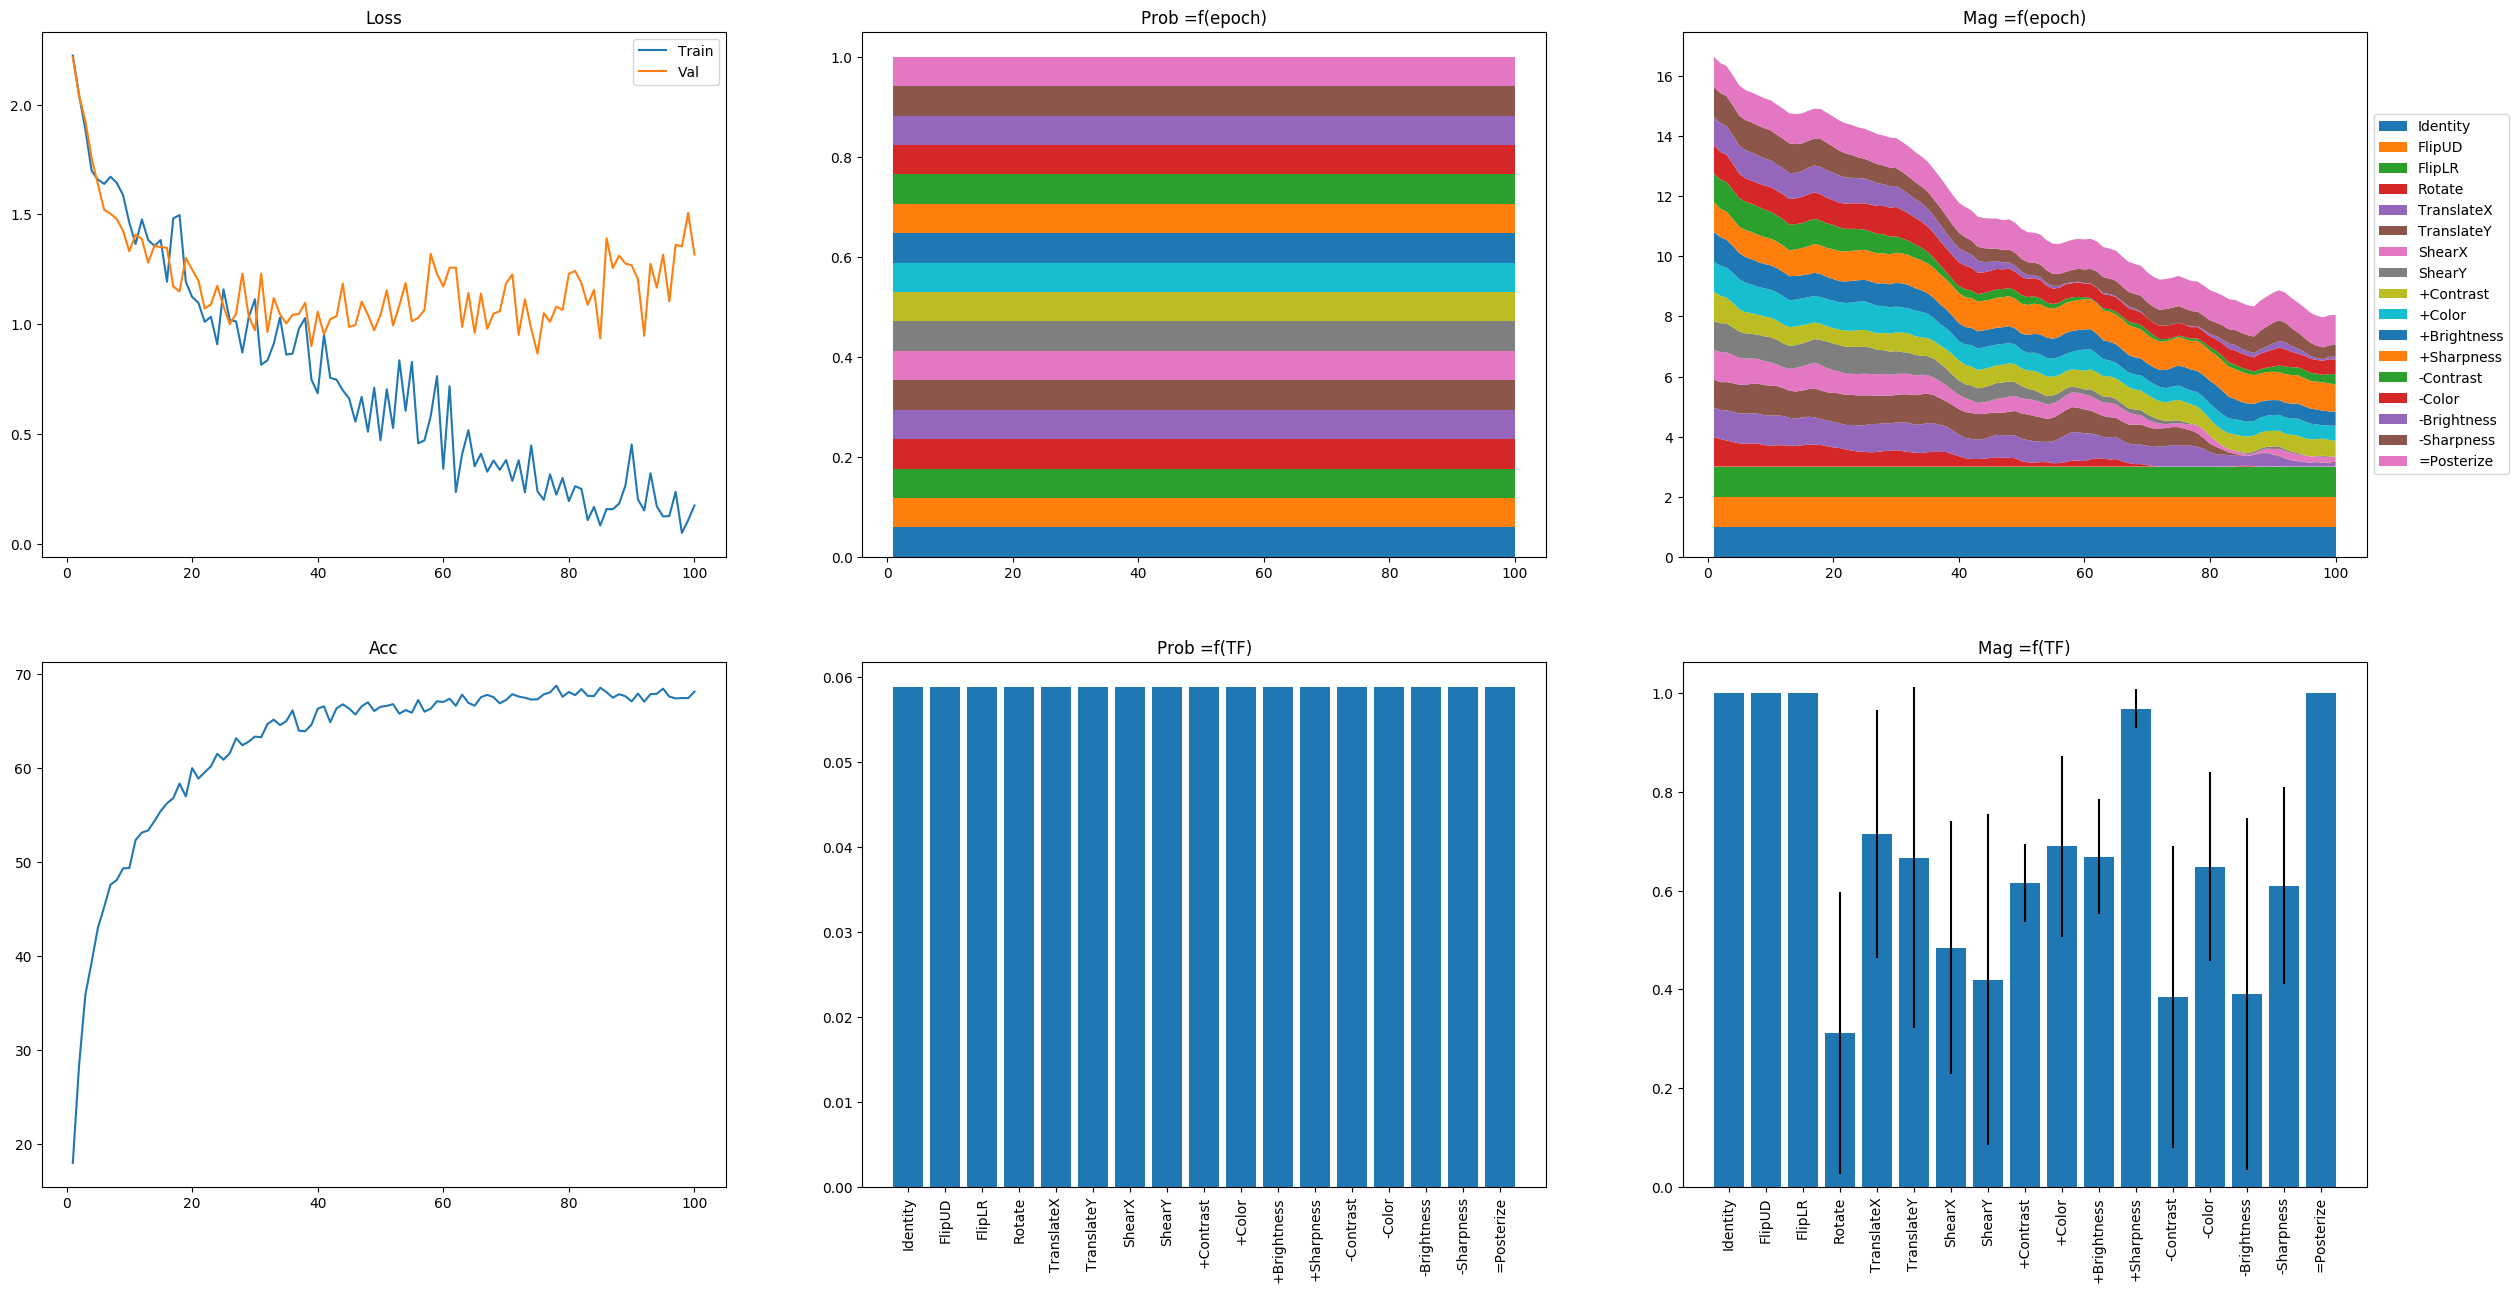 Loss
Train
Val
2.0
1.5
1.0
0.5
0.0
0 20 40 60 80 100
Prob =f(epoch)
1.0
0.8
0.6
0.4
0.2
0.0
0 20 40 60 80 100
Mag =f(epoch)
16
14
12
10
8
6
4
2
0
0 20 40 60 80 100
Identity
FlipUD
FlipLR
Rotate
TranslateX
TranslateY
ShearX
ShearY
+Contrast
+Color
+Brightness
+Sharpness
-Contrast
-Color
-Brightness
-Sharpness
=Posterize
Acc
70
60
50
40
30
20
0 20 40 60 80 100
Prob =f(TF)
0.06
0.05
0.04
0.03
0.02
0.01
0.00
Identity
FlipUD
FlipLR
Rotate
TranslateX
TranslateY
ShearX
ShearY
+Contrast
+Color
+Brightness
+Sharpness
-Contrast
-Color
-Brightness
-Sharpness
=Posterize
Mag =f(TF)
1.0
0.8
0.6
0.4
0.2
0.0
Identity
FlipUD
FlipLR
Rotate
TranslateX
TranslateY
ShearX
ShearY
+Contrast
+Color
+Brightness
+Sharpness
-Contrast
-Color
-Brightness
-Sharpness
=Posterize